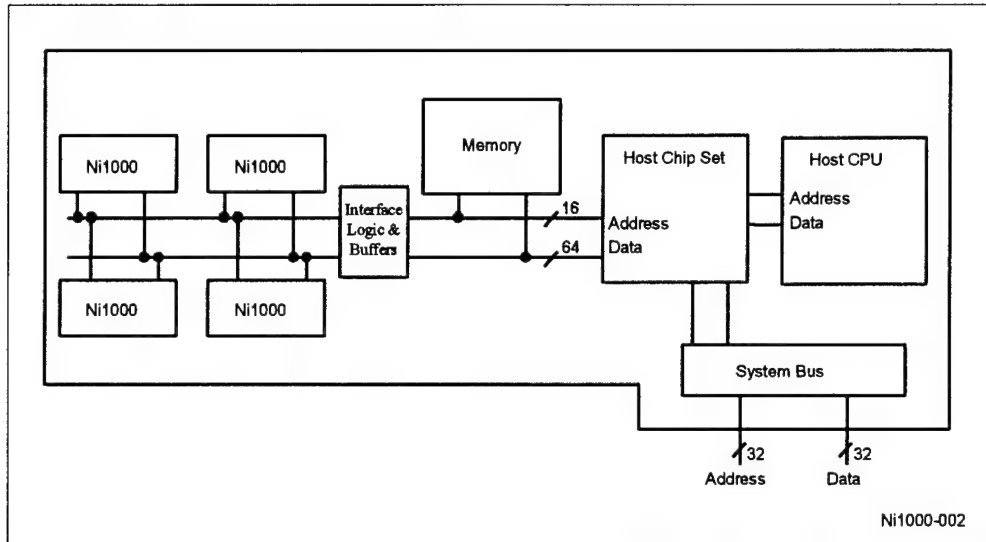 Ni1000
Ni1000
Ni1000
Ni1000
Interface
Logic &
Buffers
Memory
16
64
Host Chip Set
Address
Data
Host CPU
Address
Data
System Bus
32
32
Address
Data
Ni1000-002